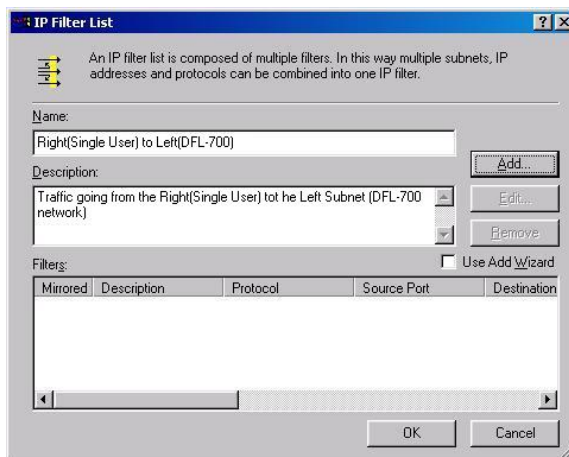 IP Filter List
An IP filter list is composed of multiple filters. In this way multiple subnets, IP
addresses and protocols can be combined into one IP filter.
Name:
Right(Single User) to Left(DFL-700)
Add...
Description:
Traffic going from the Right(Single User) tot he Left Subnet (DFL-700
network)
Edit...
Remove
Filters:
Use Add Wizard
Mirrored Description Protocol Source Port Destination
OK Cancel